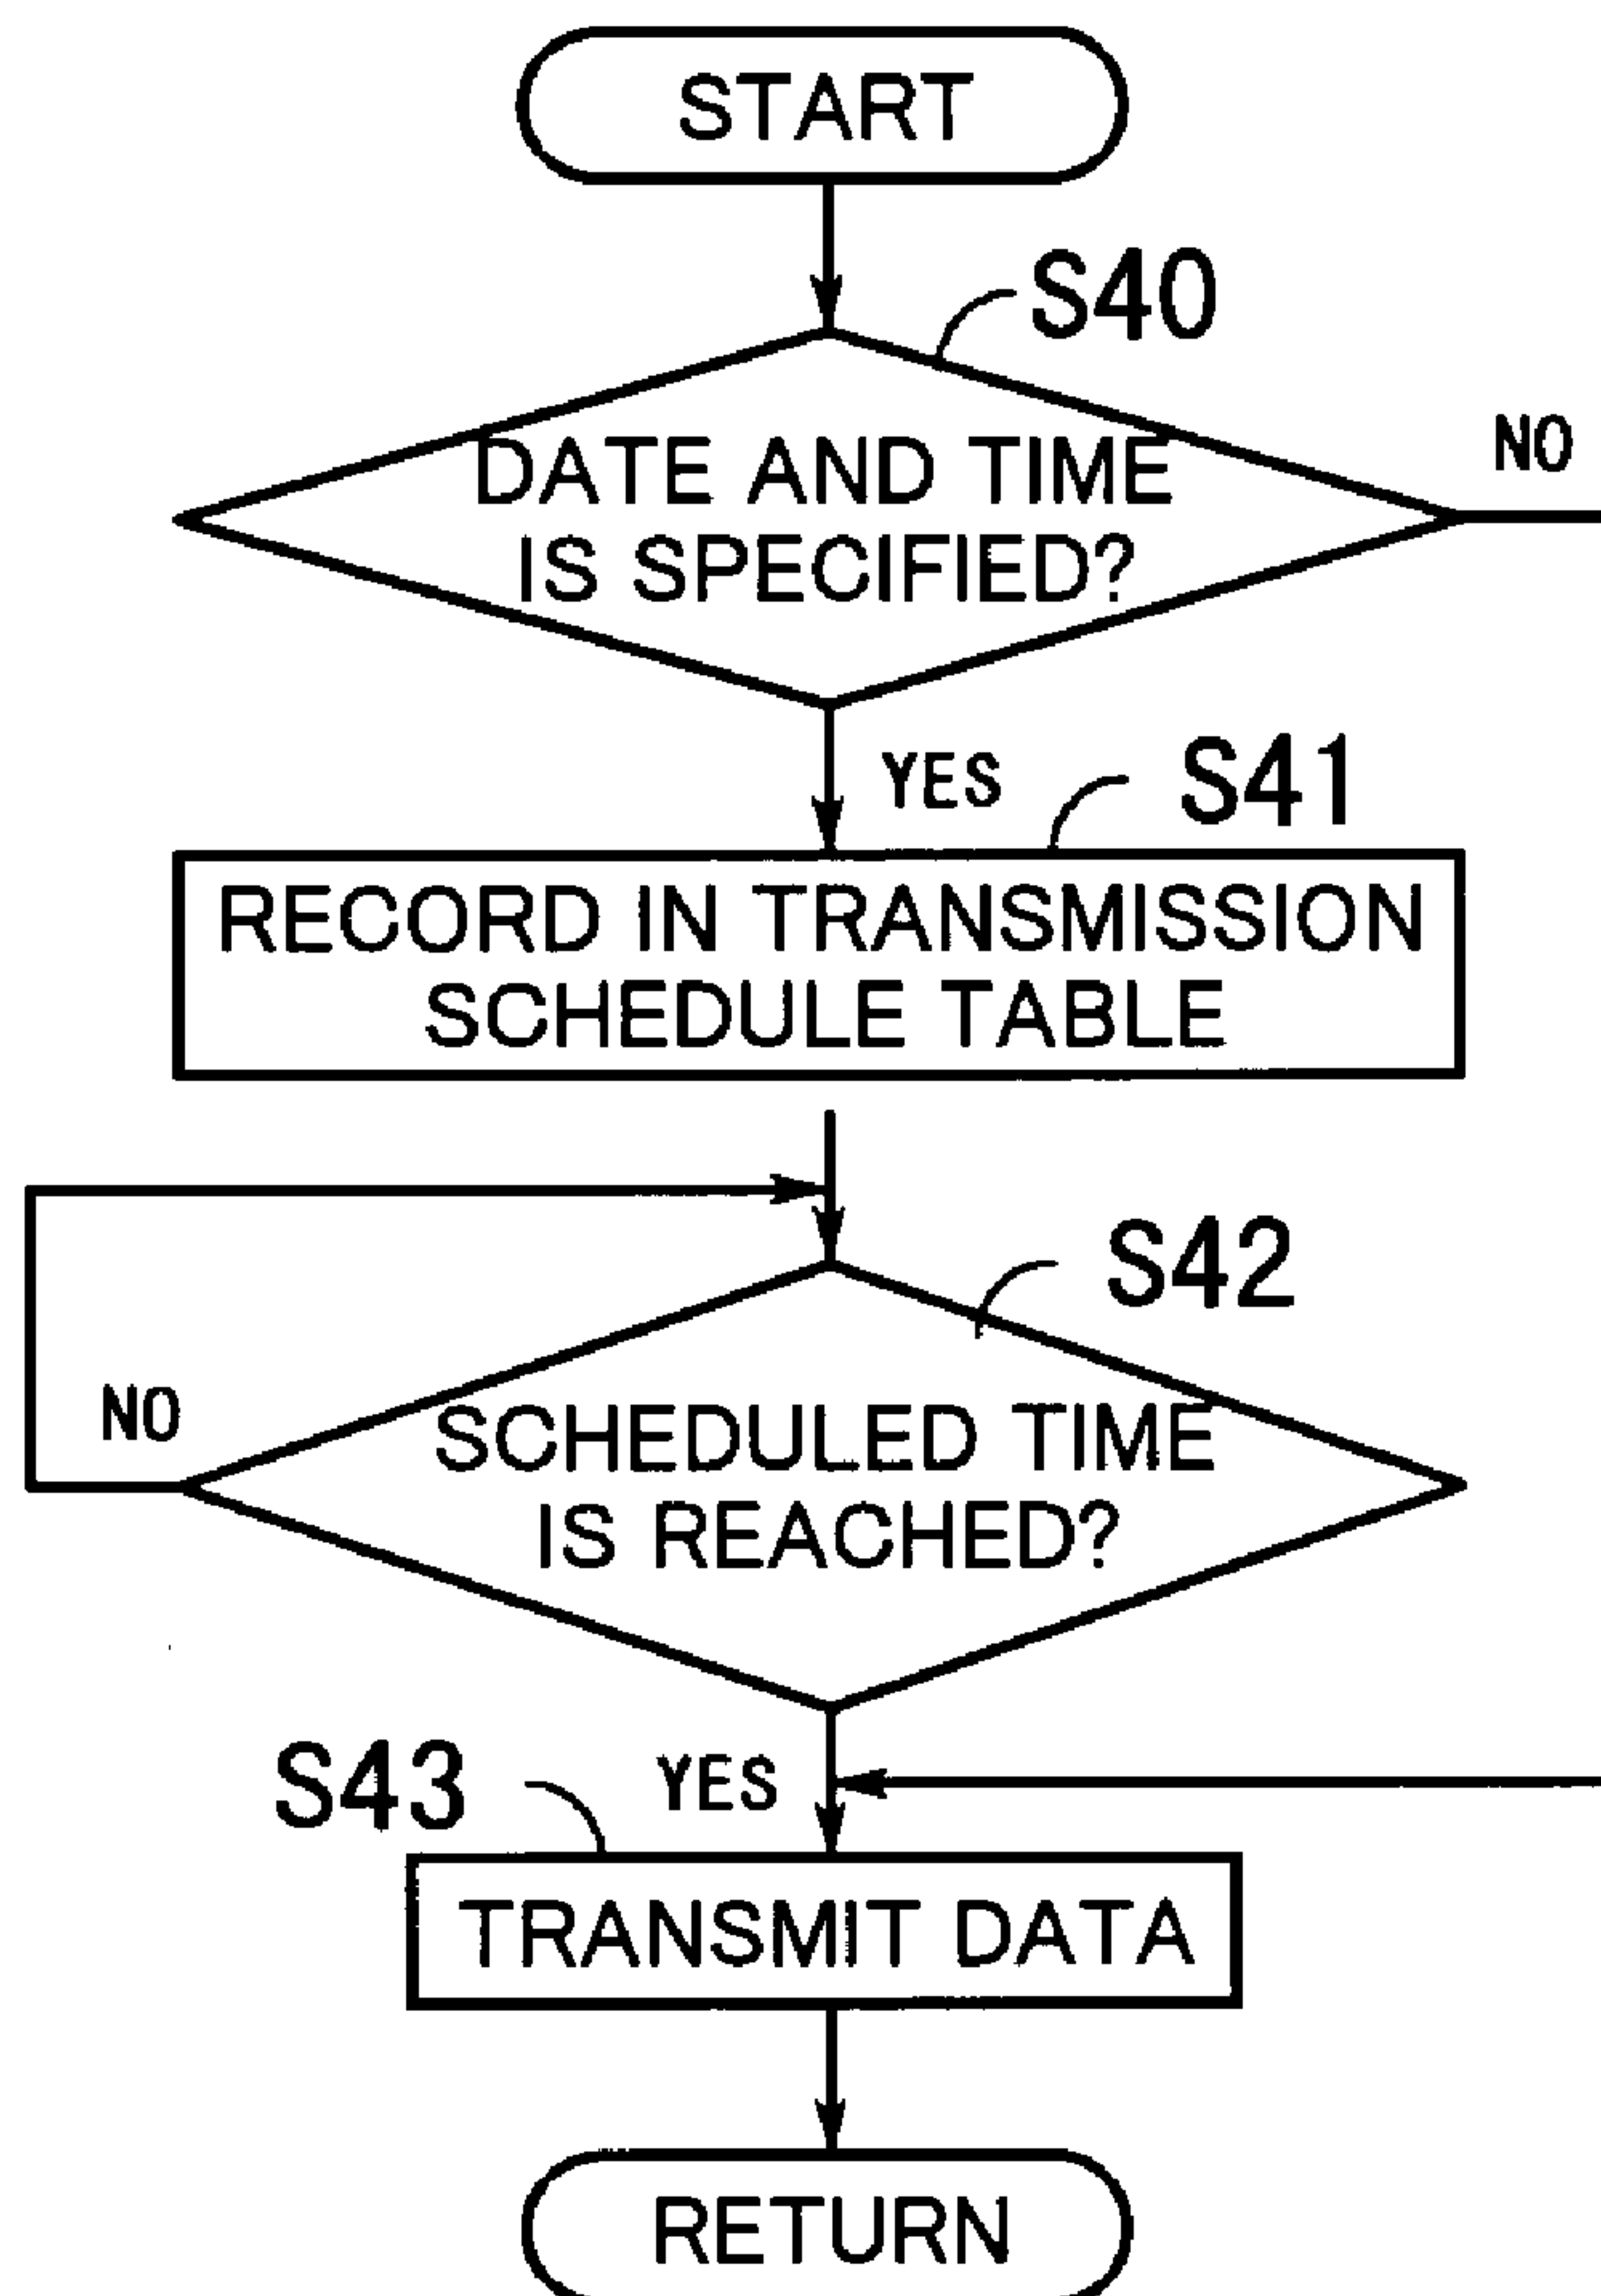 START
S40
NO
DATE AND TIME
IS SPECIFIED?
YES
S41
RECORD IN TRANSMISSION
SCHEDULE TABLE
S42
NO
SCHEDULED TIME
IS REACHED?
S43
YES
TRANSMIT DATA
RETURN